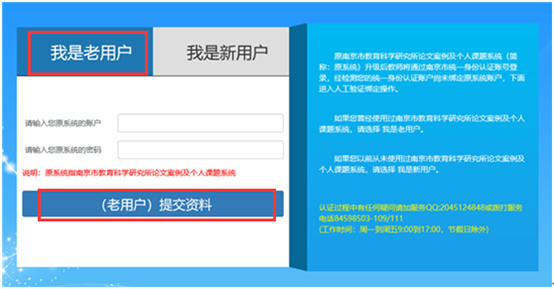 我是老用户
我是新用户
请输入您原系统的账户
请输入您原系统的密码
说明：原系统指南京市教育科学研究所论文案例及个人课题系统
（老用户）提交资料
原南京市教育科学研究所论文案例及个人课题系统（简
称：原系统）升级后教师将通过南京市统一身份认证账号登
录，经检测您的统一身份认证账户尚未绑定原系统账户，下面
进入人工验证绑定操作。
如果您曾经使用过南京市教育科学研究所论文案例及个人
课题系统，请选择 我是老用户。
如果您以前从未使用过南京市教育科学研究所论文案例及
个人课题系统，请选择 我是新用户。
认证过程中有任何疑问请加服务QQ:2045124848或拨打服务
电话84598503-109/111
(工作时间：周一到周五9:00到17:00，节假日除外)